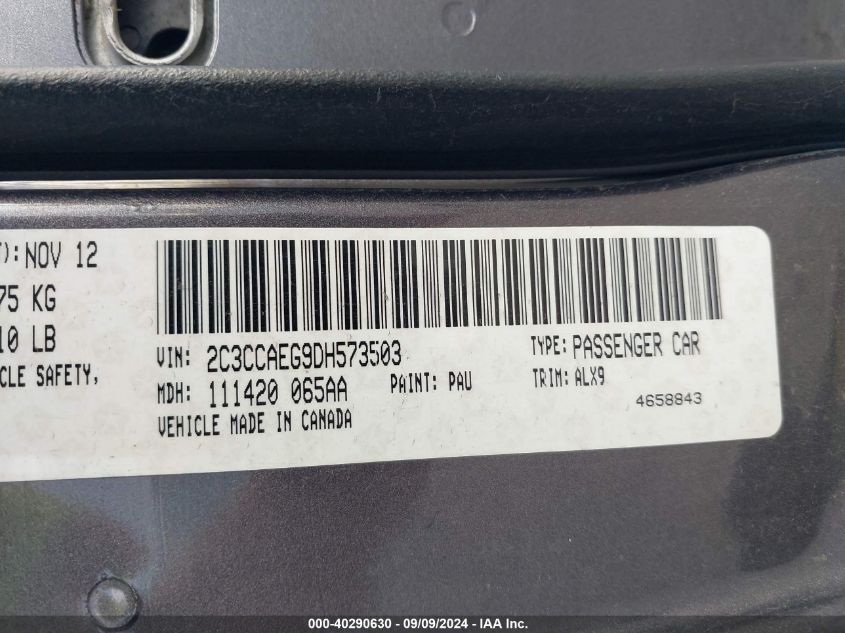 T): NOV 12
75 KG
10 LB
CLE SAFETY,
VIN: 2C3CCAEG9DH573503
TYPE: PASSENGER CAR
MDH: 111420 065AA
PAINT: PAU
TRIM: ALX9
VEHICLE MADE IN CANADA
4658843
000-40290630 - 09/09/2024 - IAA Inc.